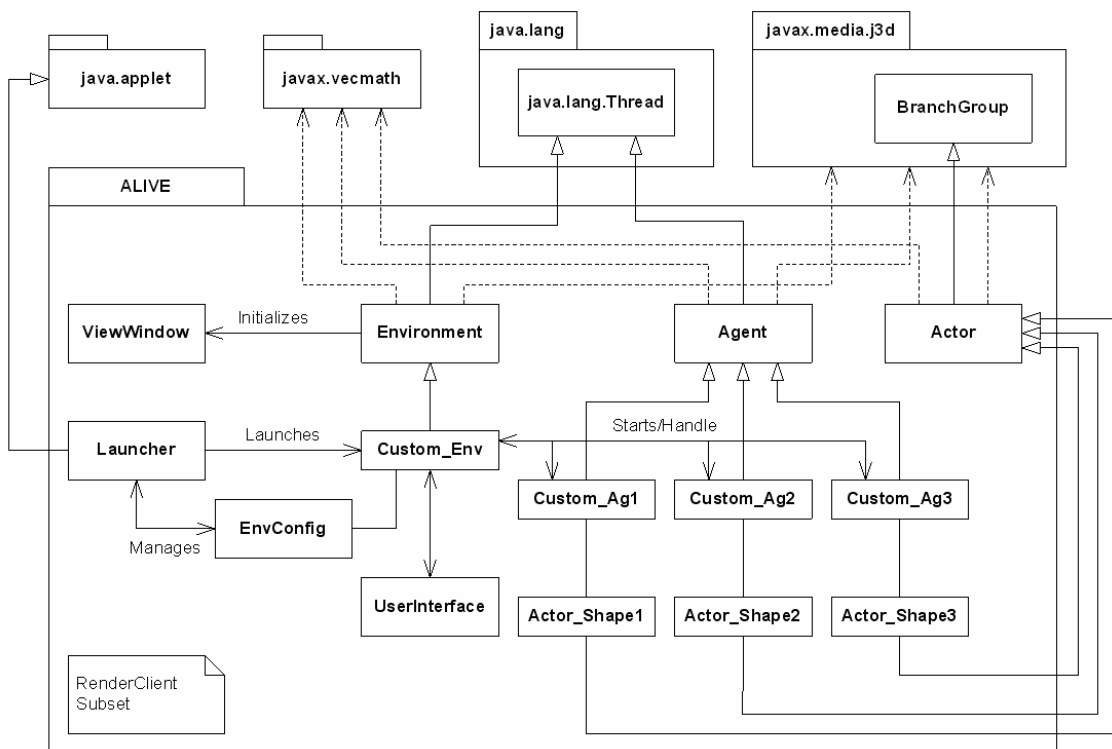 java.lang
javax.media.j3d
java.applet
javax.vecmath
java.lang.Thread
BranchGroup
ALIVE
ViewWindow
Initializes
Environment
Agent
Actor
Launcher
Launches
Custom_Env
Starts/Handle
Custom_Ag1
Custom_Ag2
Custom_Ag3
EnvConfig
Manages
UserInterface
Actor_Shape1
Actor_Shape2
Actor_Shape3
RenderClient
Subset